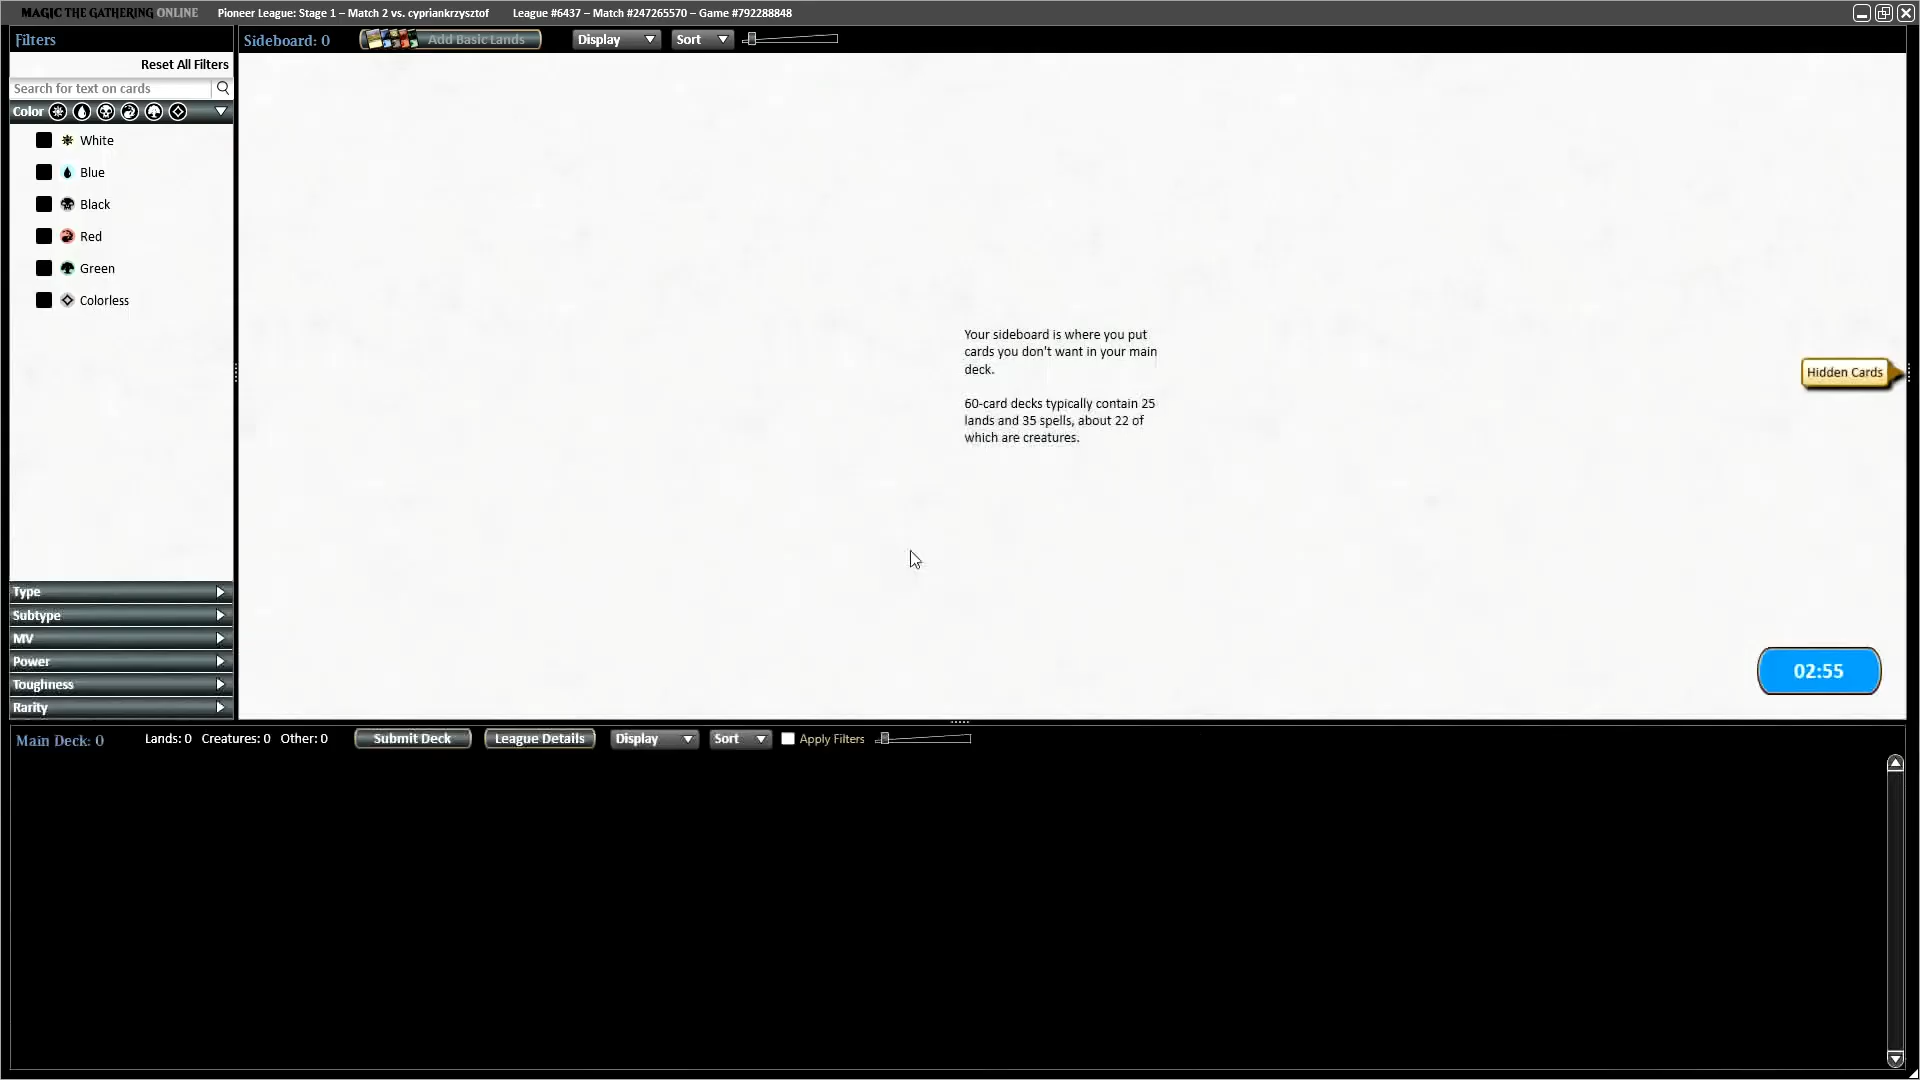 MAGIC THE GATHERING ONLINE Pioneer League: Stage 1 – Match 2 vs. cypriankrzysztof League #6437 – Match #247265570 – Game #792288848
Filters
Sideboard: 0 Add Basic Lands Display Sort
Reset All Filters
Search for text on cards
Color
White
Blue
Black
Red
Green
Colorless
Your sideboard is where you put
cards you don't want in your main
deck.
60-card decks typically contain 25
lands and 35 spells, about 22 of
which are creatures.
Hidden Cards
Type
Subtype
MV
Power
Toughness
Rarity
02:55
Main Deck: 0 Lands: 0 Creatures: 0 Other: 0 Submit Deck League Details Display Sort Apply Filters